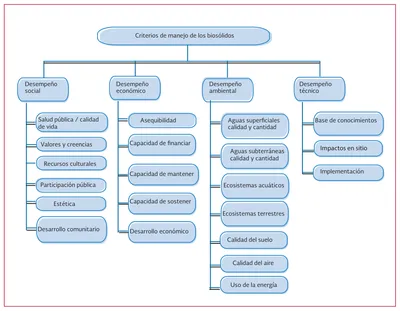 Criterios de manejo de los biosólidos
Desempeño
social
Salud pública / calidad
de vida
Valores y creencias
Recursos culturales
Participación pública
Estética
Desarrollo comunitario
Desempeño
económico
Asequibilidad
Capacidad de financiar
Capacidad de mantener
Capacidad de sostener
Desarrollo económico
Desempeño
ambiental
Aguas superficiales
calidad y cantidad
Aguas subterráneas
calidad y cantidad
Ecosistemas acuáticos
Ecosistemas terrestres
Calidad del suelo
Calidad del aire
Uso de la energía
Desempeño
técnico
Base de conocimientos
Impactos en sitio
Implementación